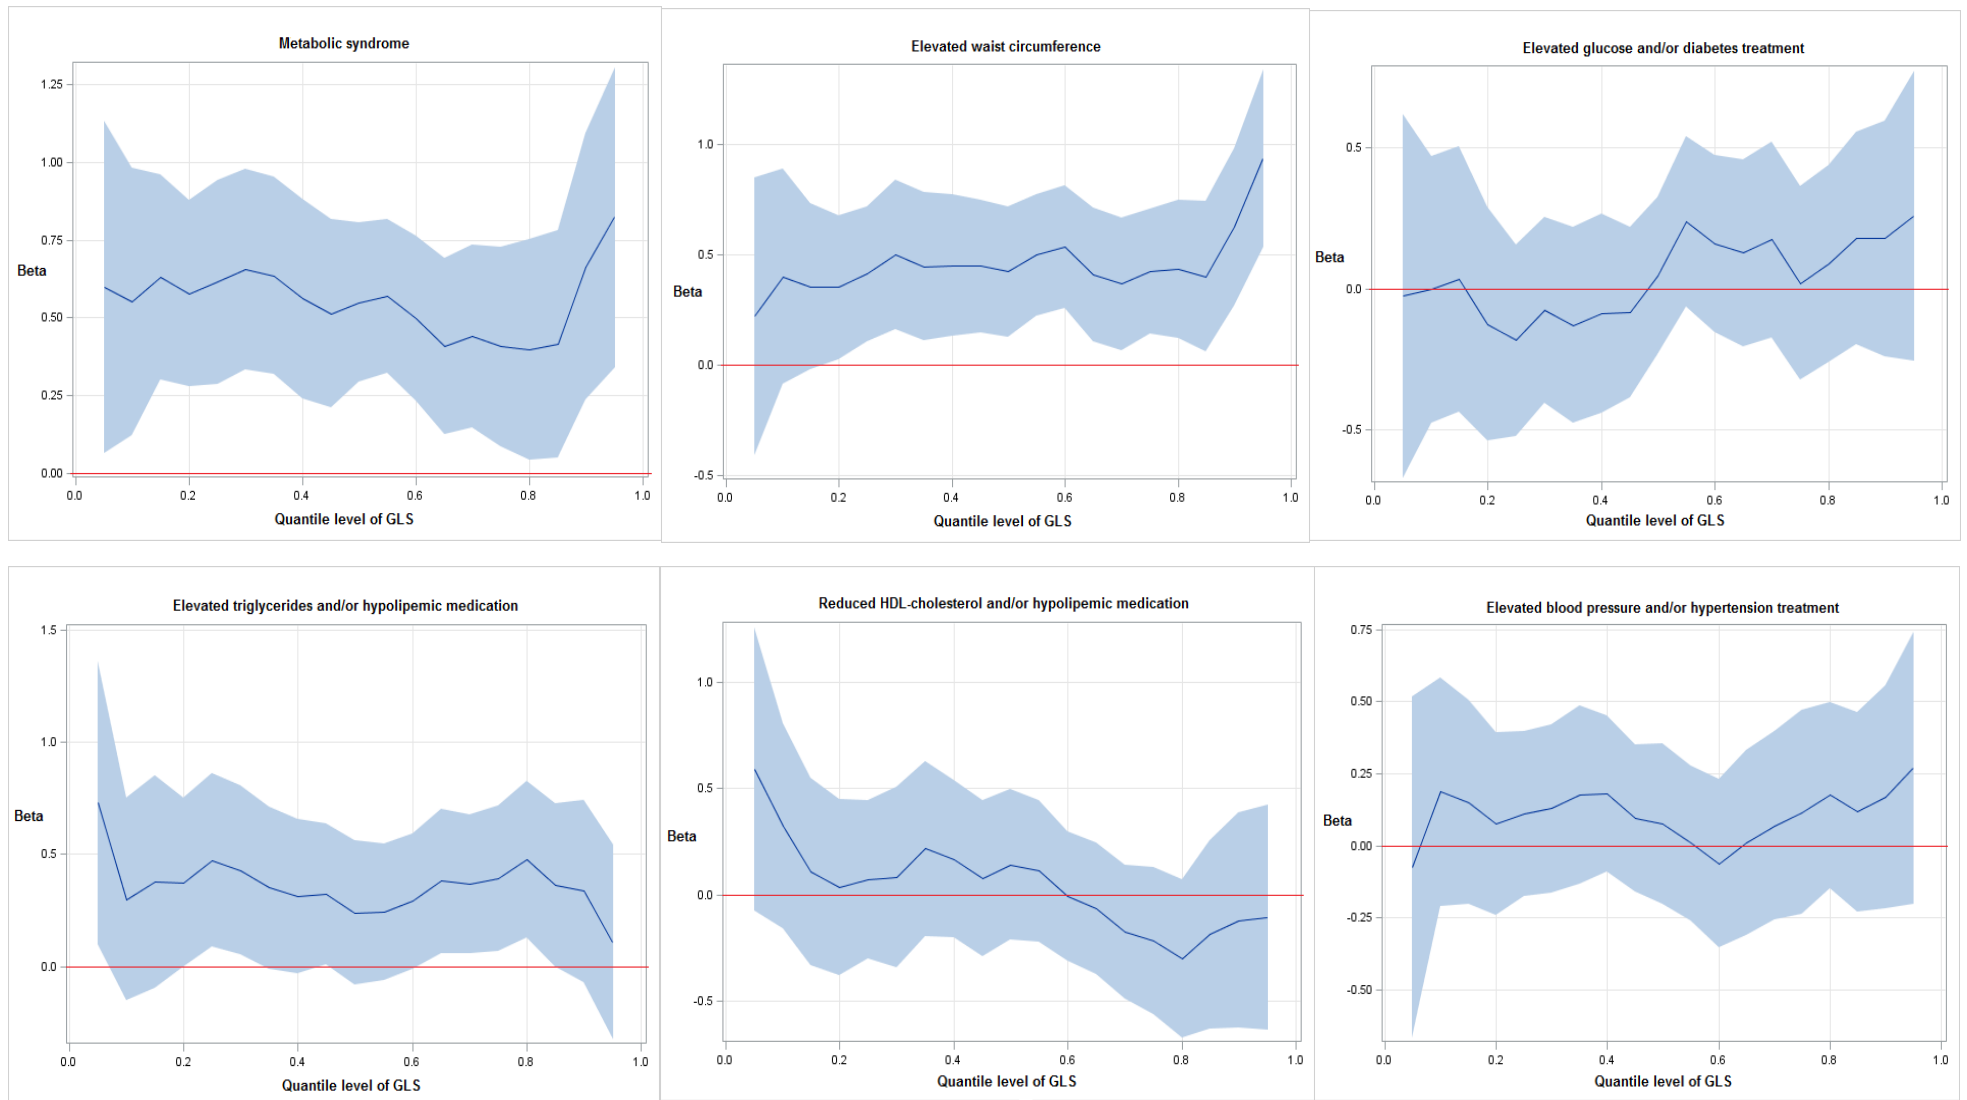 Metabolic syndrome
1.25
1.00
0.75
Beta
0.50
0.25
0.00
0.0 0.2 0.4 0.6 0.8 1.0
Quantile level of GLS
Elevated waist circumference
1.0
0.5
Beta
0.0
-0.5
0.0 0.2 0.4 0.6 0.8 1.0
Quantile level of GLS
Elevated glucose and/or diabetes treatment
0.5
Beta
0.0
-0.5
0.0 0.2 0.4 0.6 0.8 1.0
Quantile level of GLS
Elevated triglycerides and/or hypolipemic medication
1.5
1.0
Beta
0.5
0.0
0.0 0.2 0.4 0.6 0.8 1.0
Quantile level of GLS
Reduced HDL-cholesterol and/or hypolipemic medication
1.0
0.5
Beta
0.0
-0.5
0.0 0.2 0.4 0.6 0.8 1.0
Quantile level of GLS
Elevated blood pressure and/or hypertension treatment
0.75
0.50
0.25
Beta
0.00
-0.25
-0.50
0.0 0.2 0.4 0.6 0.8 1.0
Quantile level of GLS